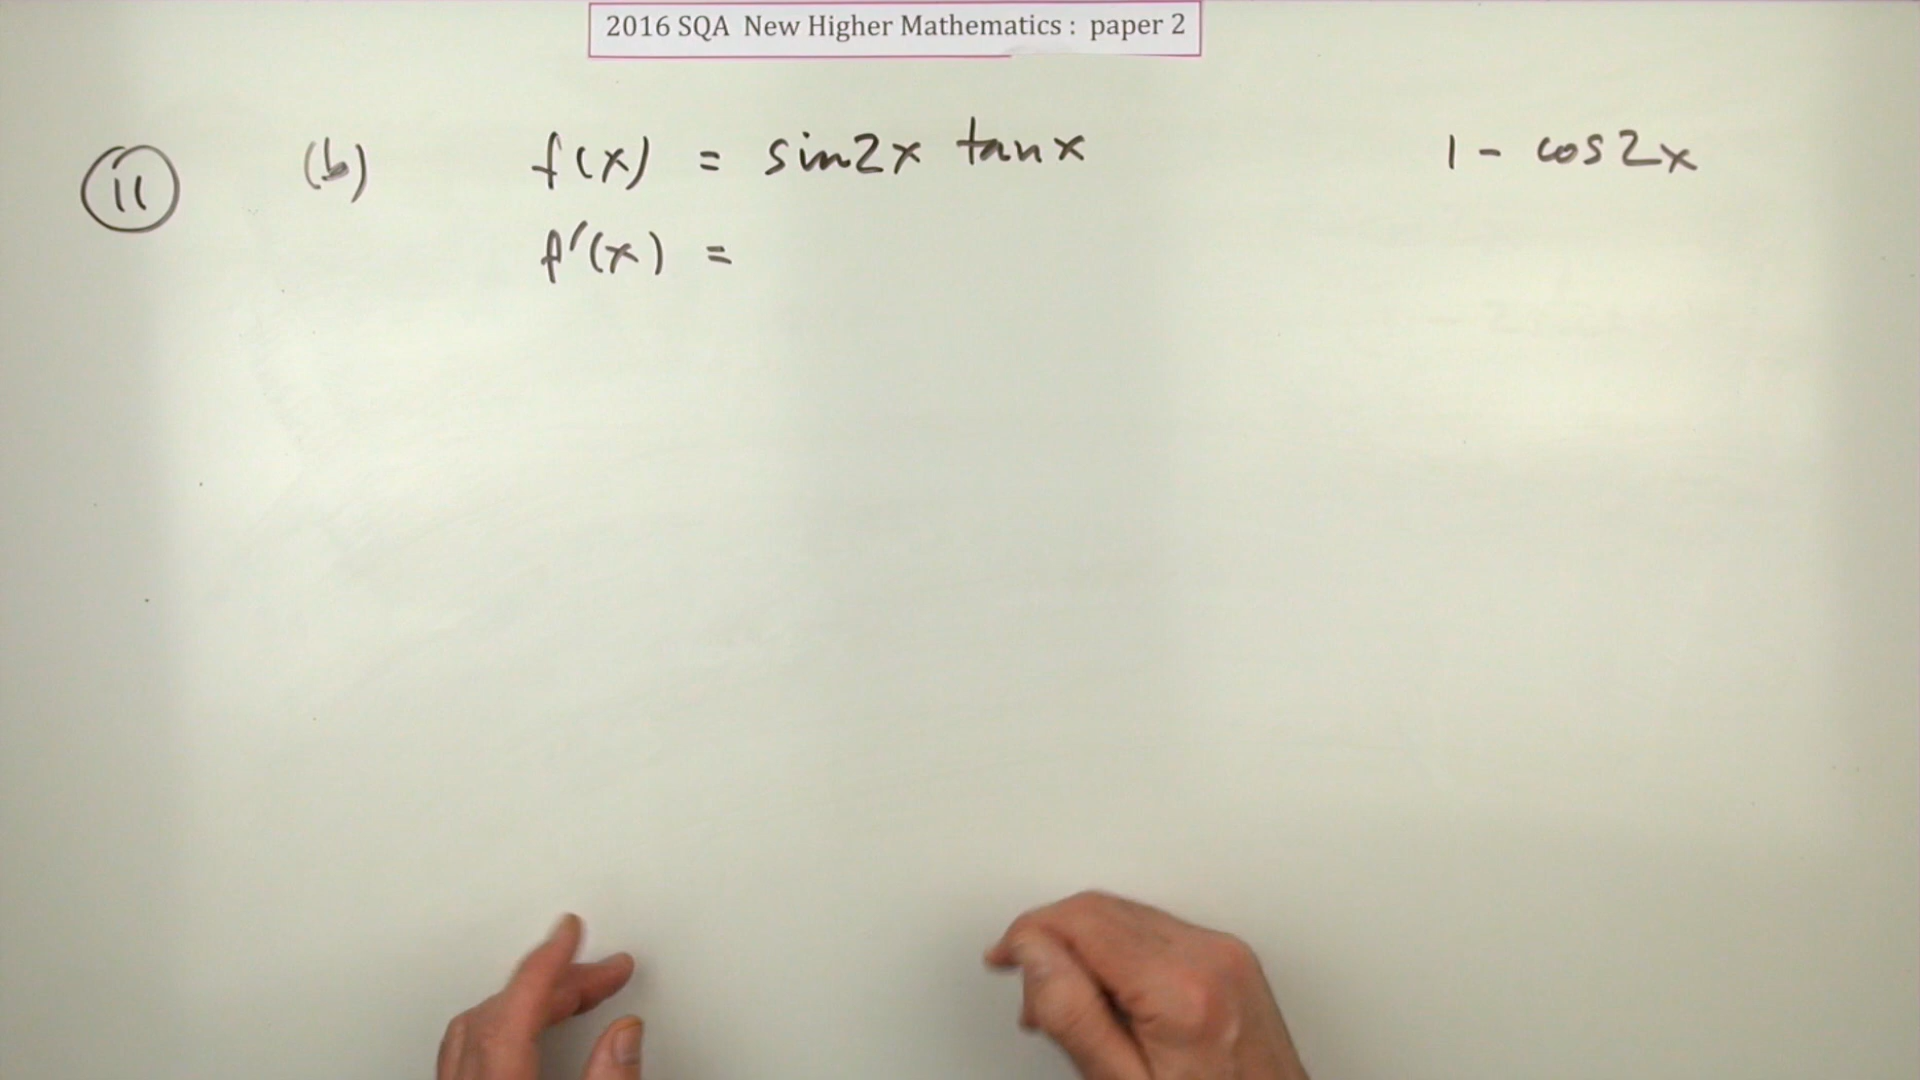 2016 SQA New Higher Mathematics : paper 2
11 (b) f(x) = sin2x tanx 1 - cos2x
f'(x) =